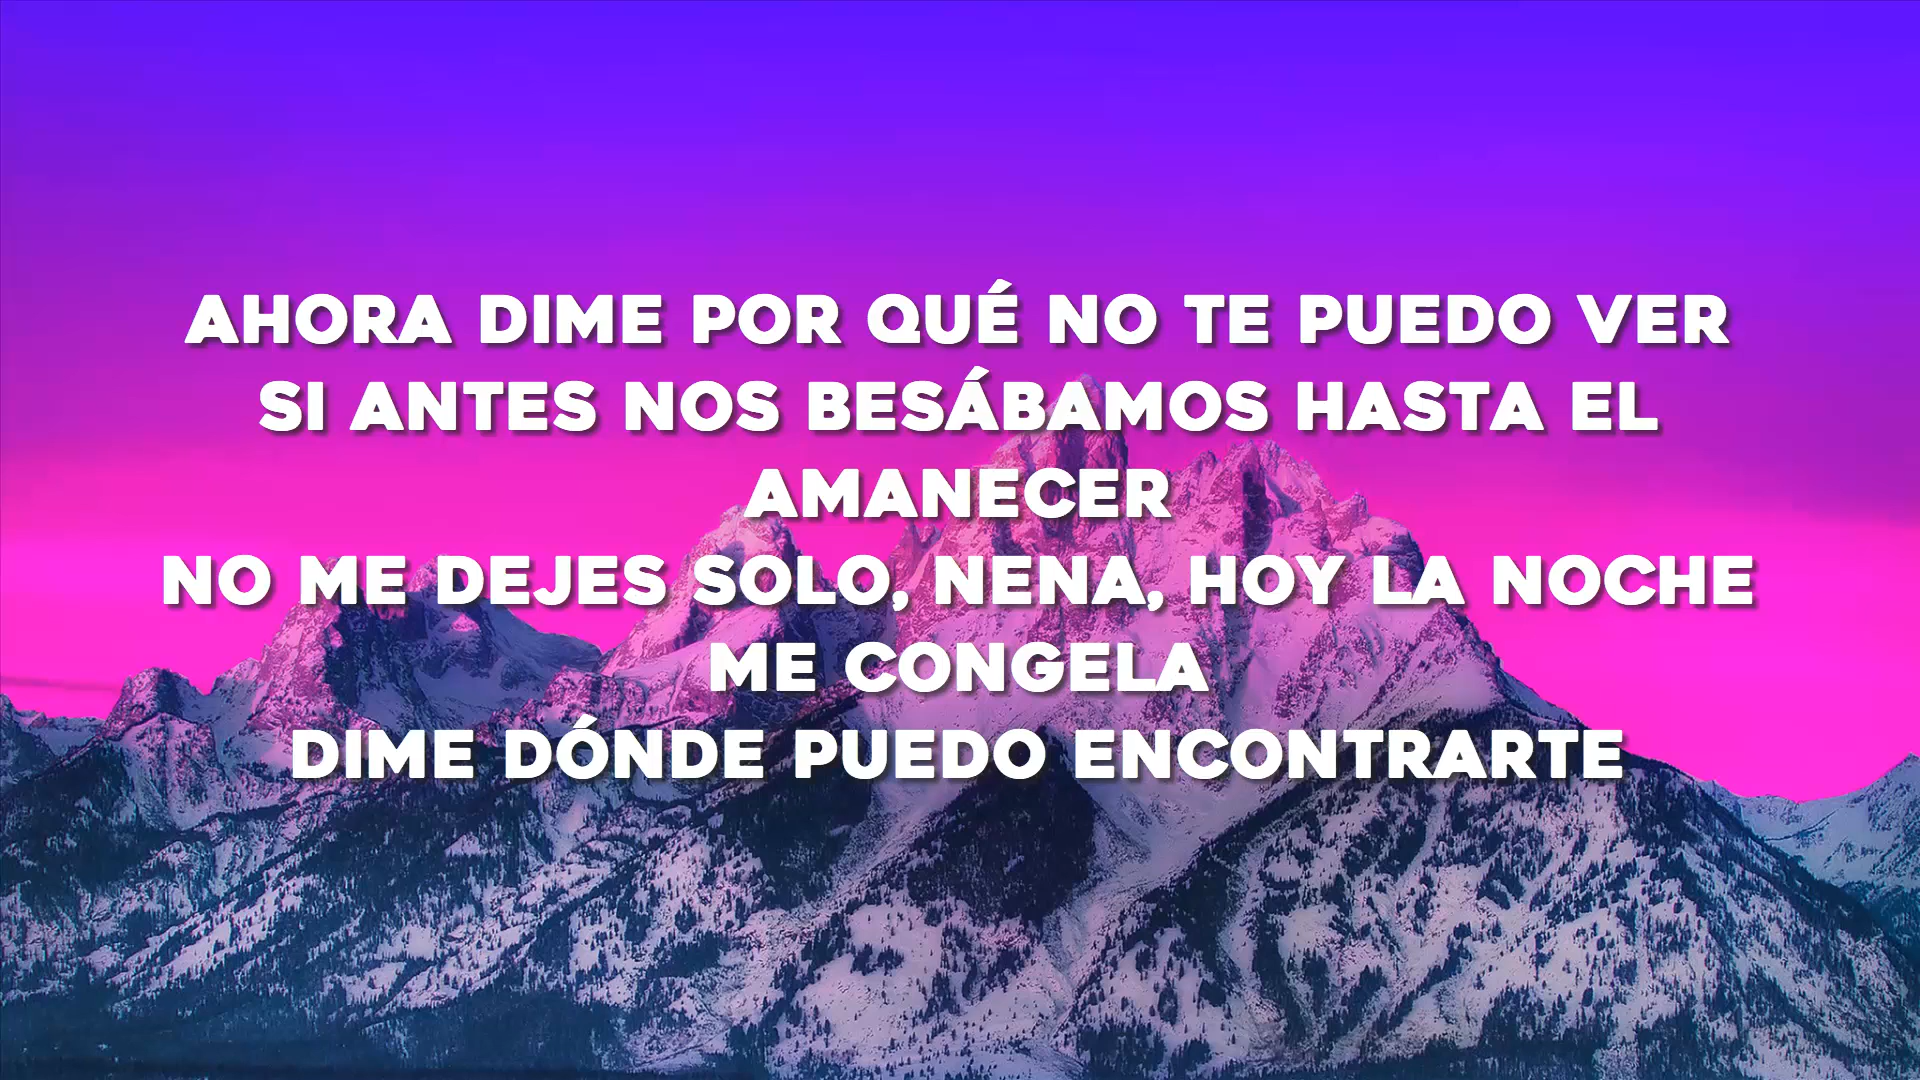 AHORA DIME POR QUÉ NO TE PUEDO VER
SI ANTES NOS BESÁBAMOS HASTA EL
AMANECER
NO ME DEJES SOLO, NENA, HOY LA NOCHE
ME CONGELA
DIME DÓNDE PUEDO ENCONTRARTE